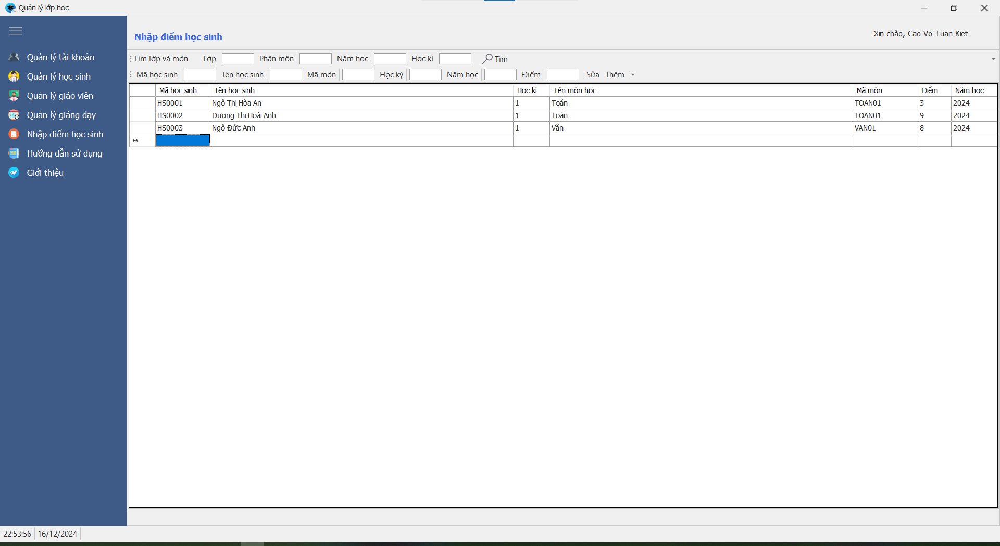 Quản lý lớp học
Nhập điểm học sinh
Xin chào, Cao Vo Tuan Kiet
Quản lý tài khoản
Quản lý học sinh
Quản lý giáo viên
Quản lý giảng dạy
Nhập điểm học sinh
Hướng dẫn sử dụng
Giới thiệu
Tìm lớp và môn Lớp Phân môn Năm học Học kì Tìm
Mã học sinh Tên học sinh Mã môn Học kỳ Năm học Điểm Sửa Thêm
Mã học sinh Tên học sinh Học kì Tên môn học Mã môn Điểm Năm học
HS0001 Ngô Thị Hòa An 1 Toán TOAN01 3 2024
HS0002 Dương Thị Hoài Anh 1 Toán TOAN01 9 2024
HS0003 Ngô Đức Anh 1 Văn VAN01 8 2024
22:53:56 16/12/2024